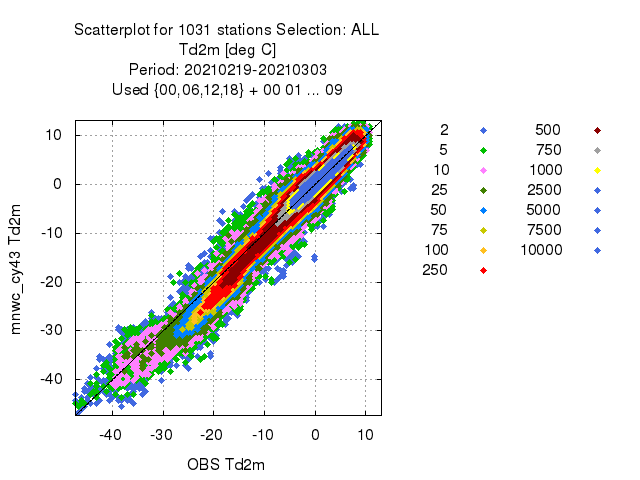 Scatterplot for 1031 stations Selection: ALL
Td2m [deg C]
Period: 20210219-20210303
Used {00,06,12,18} + 00 01 ... 09
10
0
-10
-20
-30
-40
mnwc_cy43 Td2m
-40 -30 -20 -10 0 10
OBS Td2m
2 500
5 750
10 1000
25 2500
50 5000
75 7500
100 10000
250